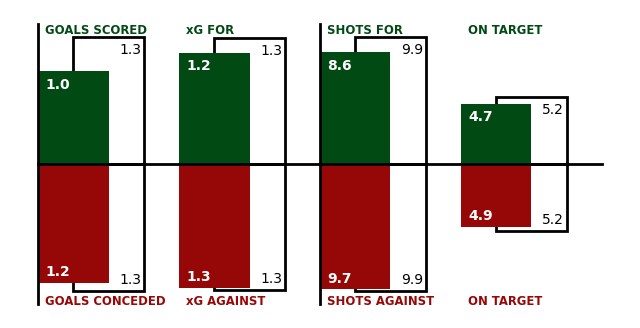 GOALS SCORED xG FOR SHOTS FOR ON TARGET
1.3 1.3 9.9
1.0 1.2 8.6
4.7 5.2
4.9 5.2
1.2 1.3 1.3 1.3 9.7 9.9
GOALS CONCEDED xG AGAINST SHOTS AGAINST ON TARGET